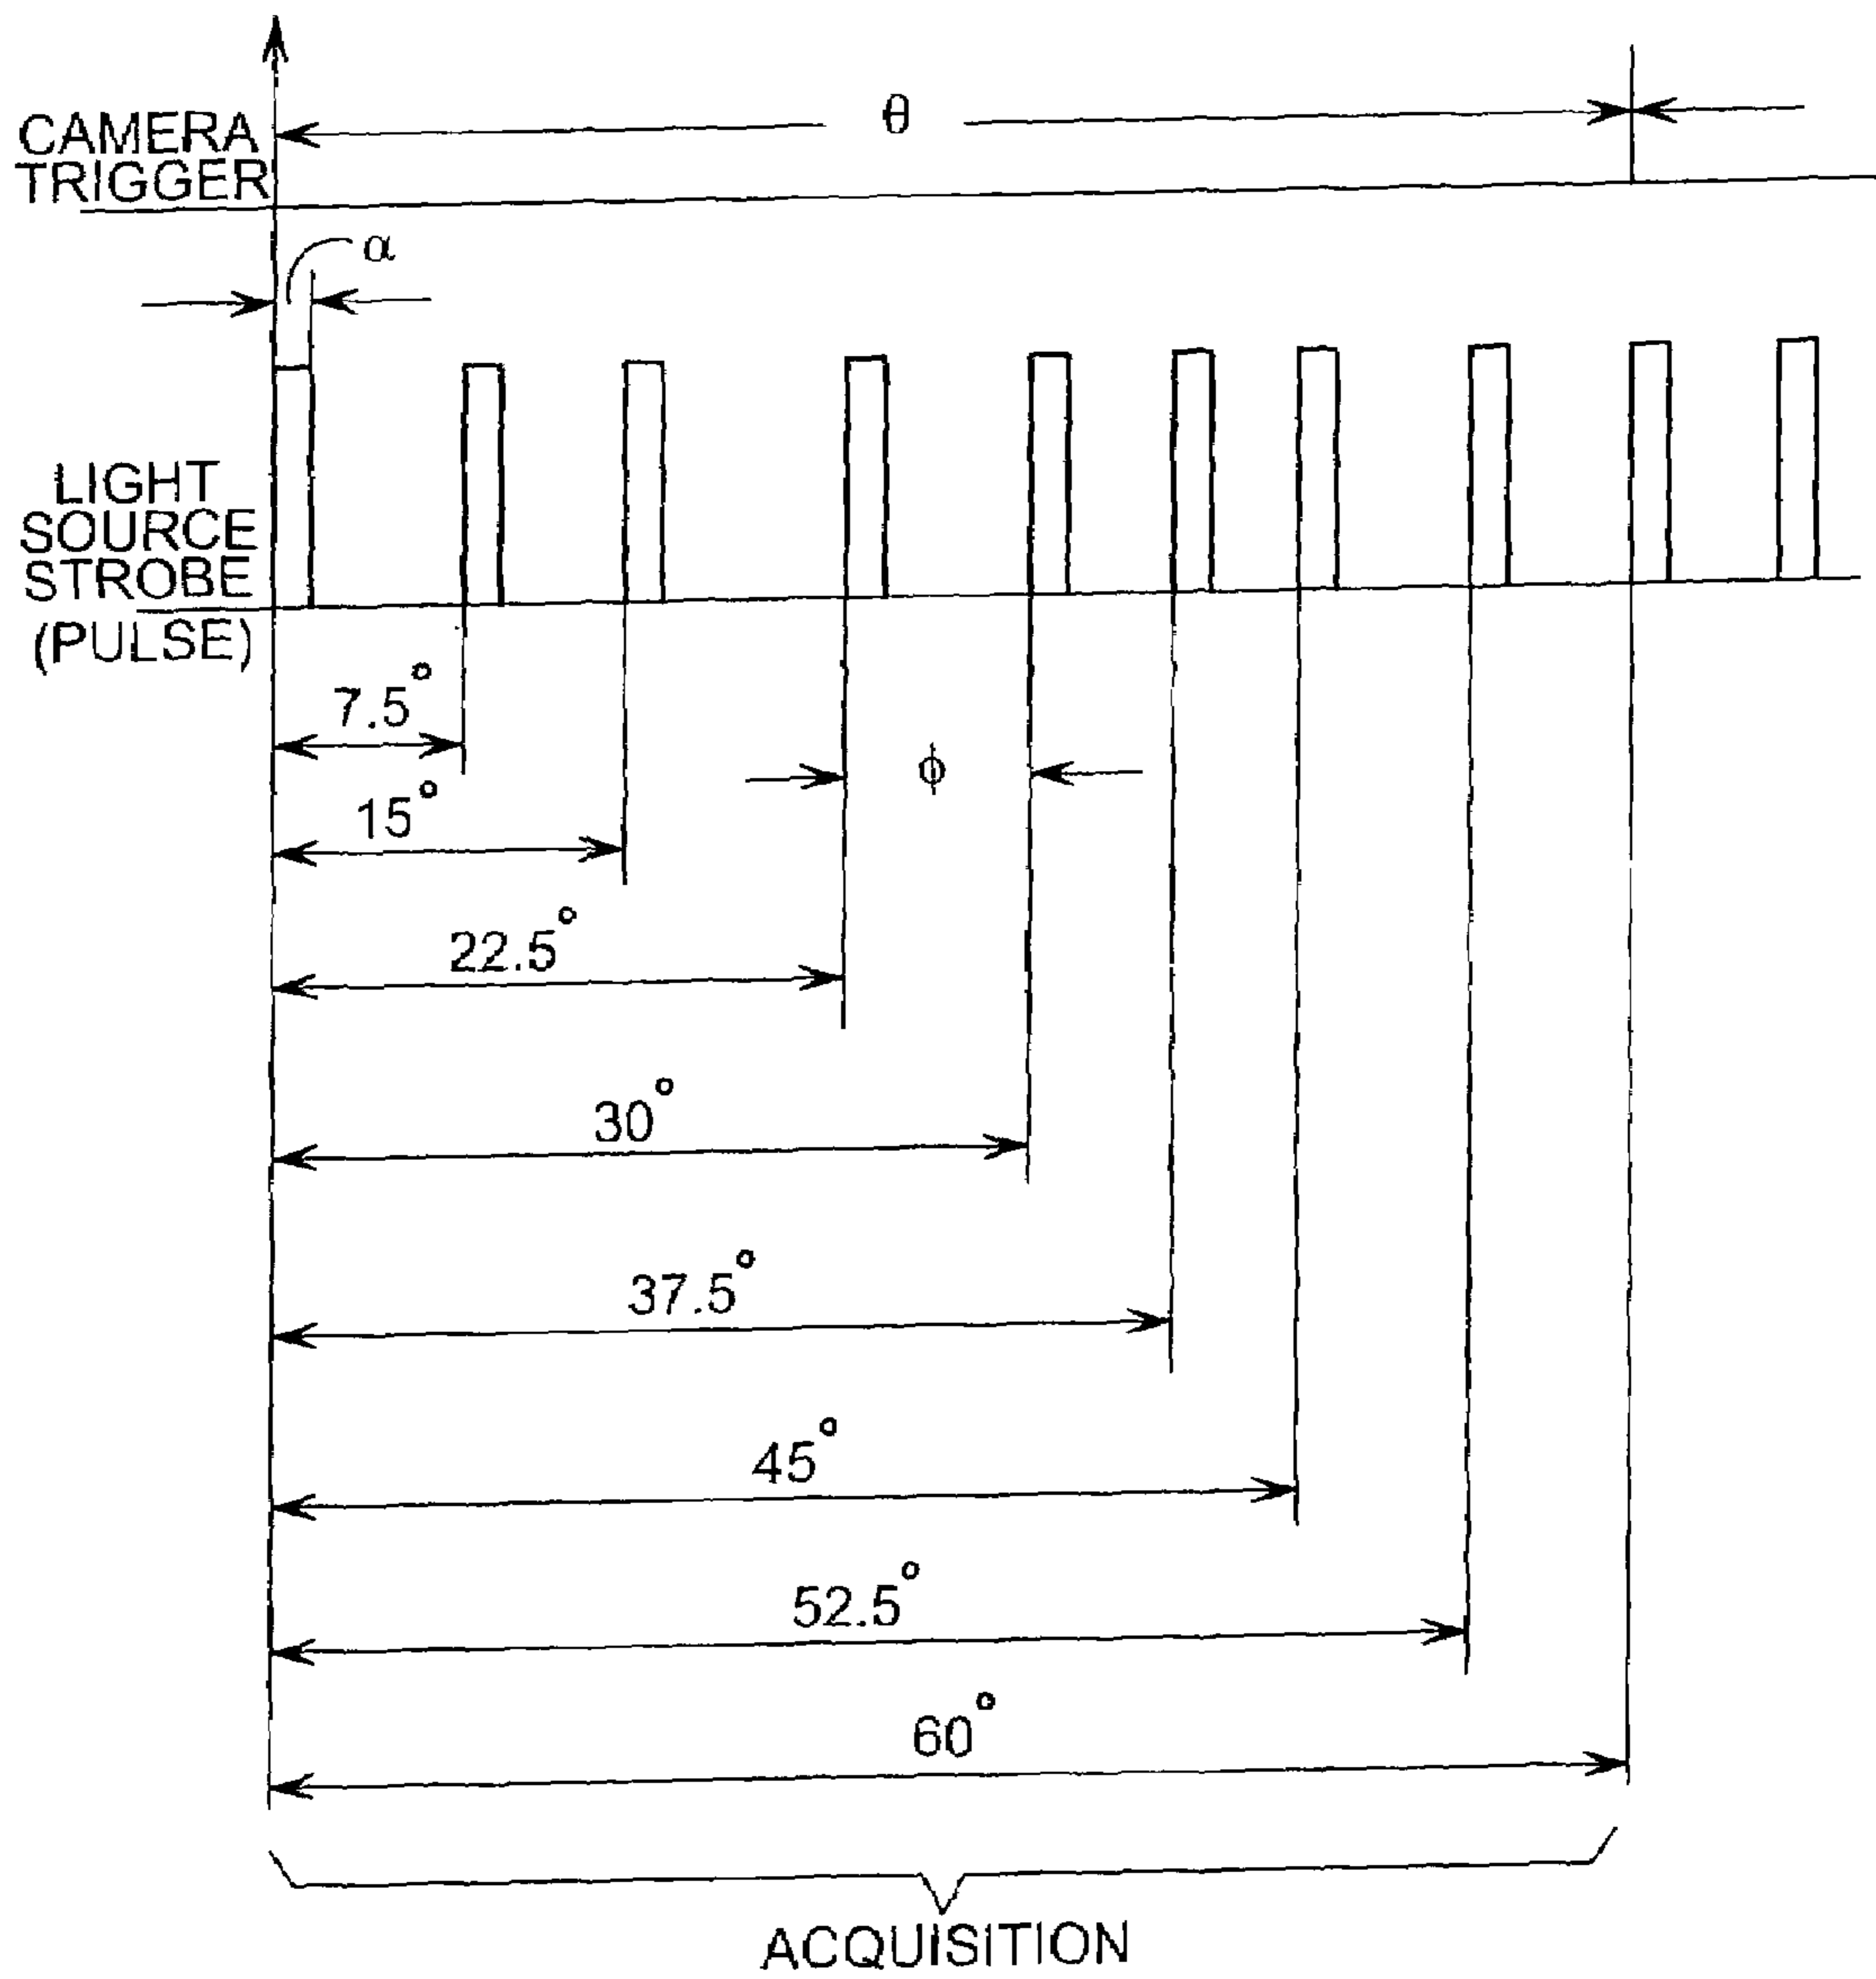 θ
CAMERA
TRIGGER
α
LIGHT
SOURCE
STROBE
(PULSE)
7.5°
φ
15°
22.5°
30°
37.5°
45°
52.5°
60°
ACQUISITION